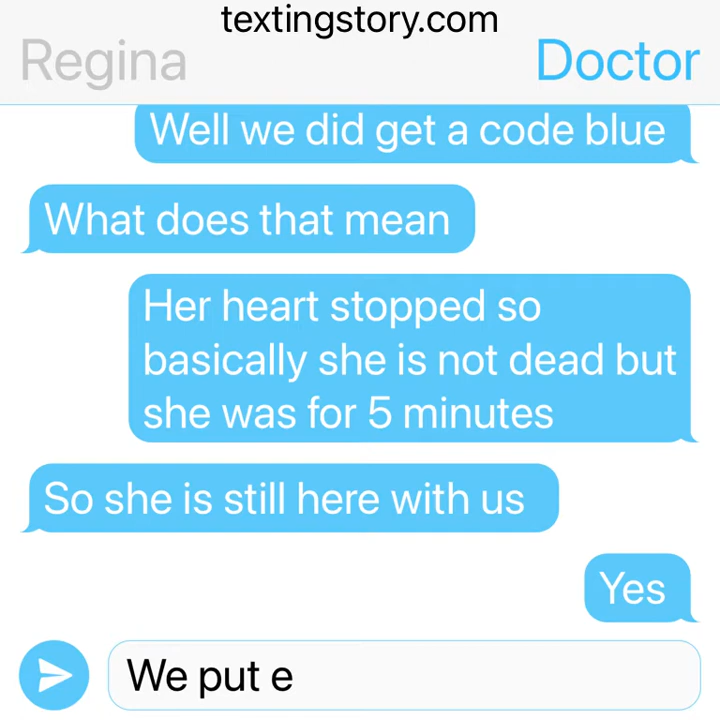 textingstory.com
Regina Doctor
Well we did get a code blue
What does that mean
Her heart stopped so
basically she is not dead but
she was for 5 minutes
So she is still here with us
Yes
We put e